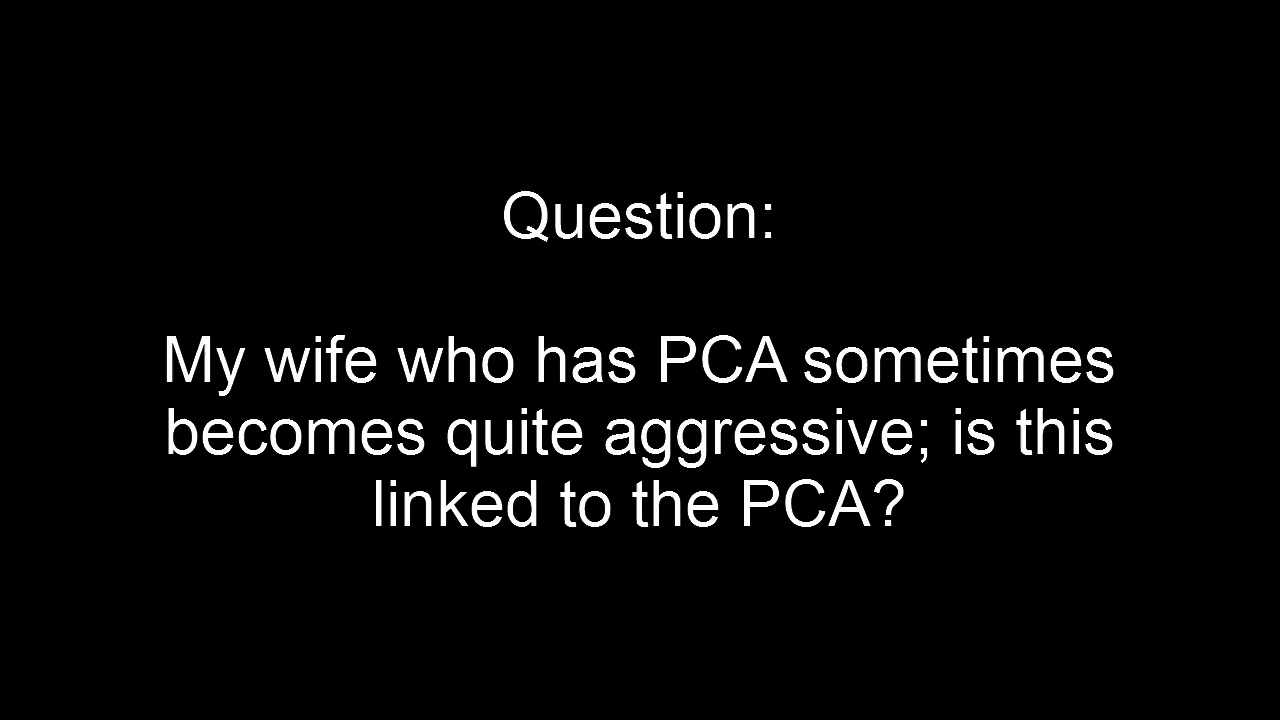 Question:
My wife who has PCA sometimes
becomes quite aggressive; is this
linked to the PCA?